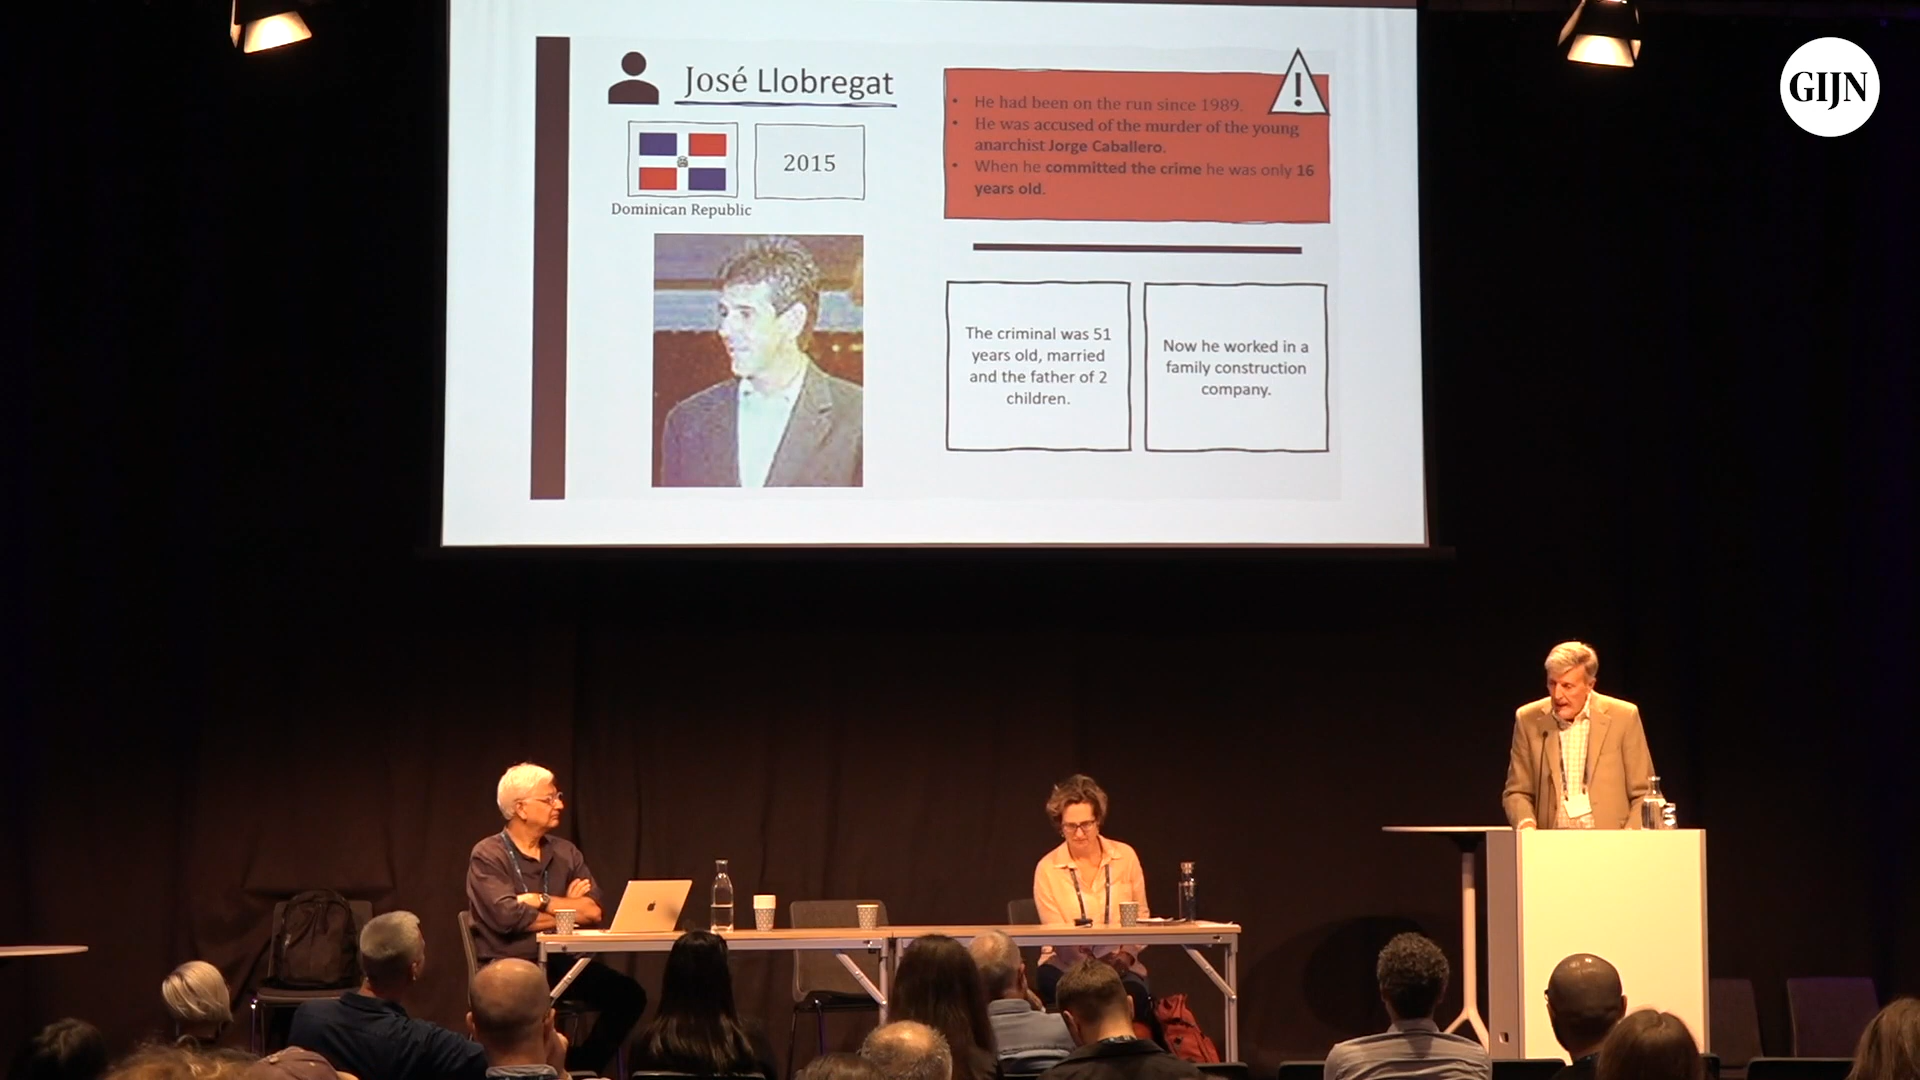 José Llobregat
2015
Dominican Republic
• He had been on the run since 1989.
• He was accused of the murder of the young
anarchist Jorge Caballero.
• When he committed the crime he was only 16
years old.
!
The criminal was 51
years old, married
and the father of 2
children.
Now he worked in a
family construction
company.
GIJN